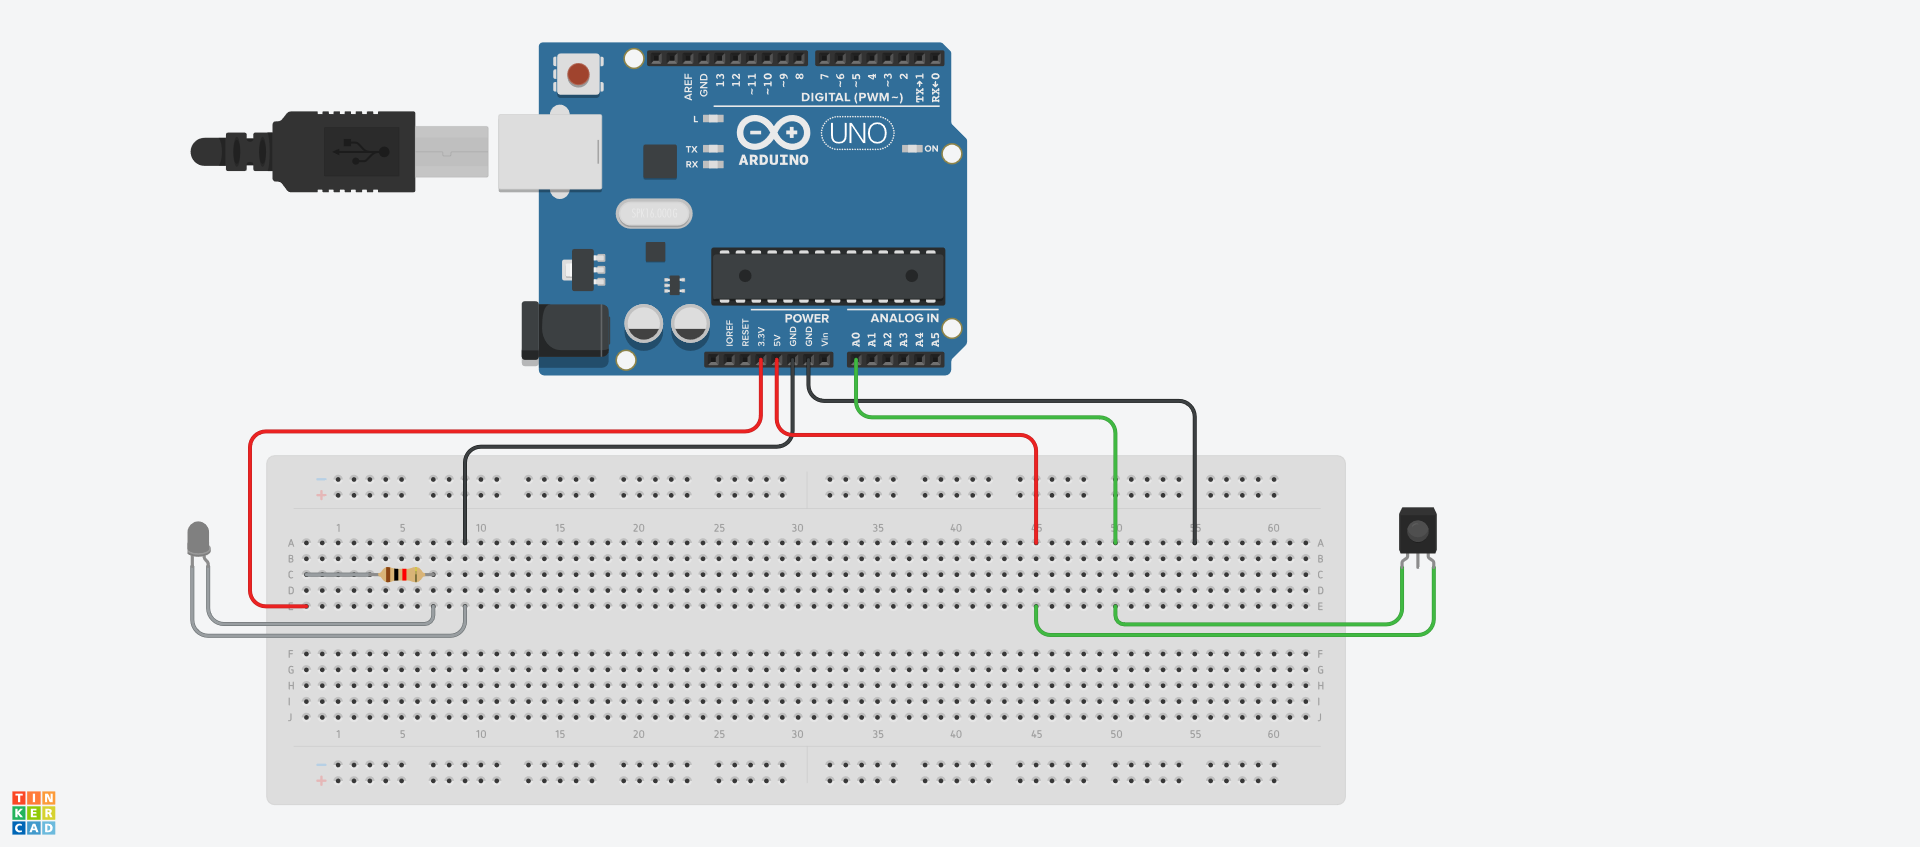 AREF
GND
13
12
~11
~10
~9
8
7
~6
~5
4
~3
2
TX→1
RX←0
DIGITAL (PWM~)
L
TX
RX
ARDUINO
UNO
ON
SPK16.000G
POWER
ANALOG IN
IOREF
RESET
3.3V
5V
GND
GND
Vin
A0
A1
A2
A3
A4
A5
1 5 10 15 20 25 30 35 40 45 50 55 60
A A
B B
C C
D D
E E
F F
G G
H H
I I
J J
1 5 10 15 20 25 30 35 40 45 50 55 60
TIN
KER
CAD